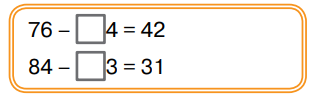 76 – □4 = 42
84 – □3 = 31